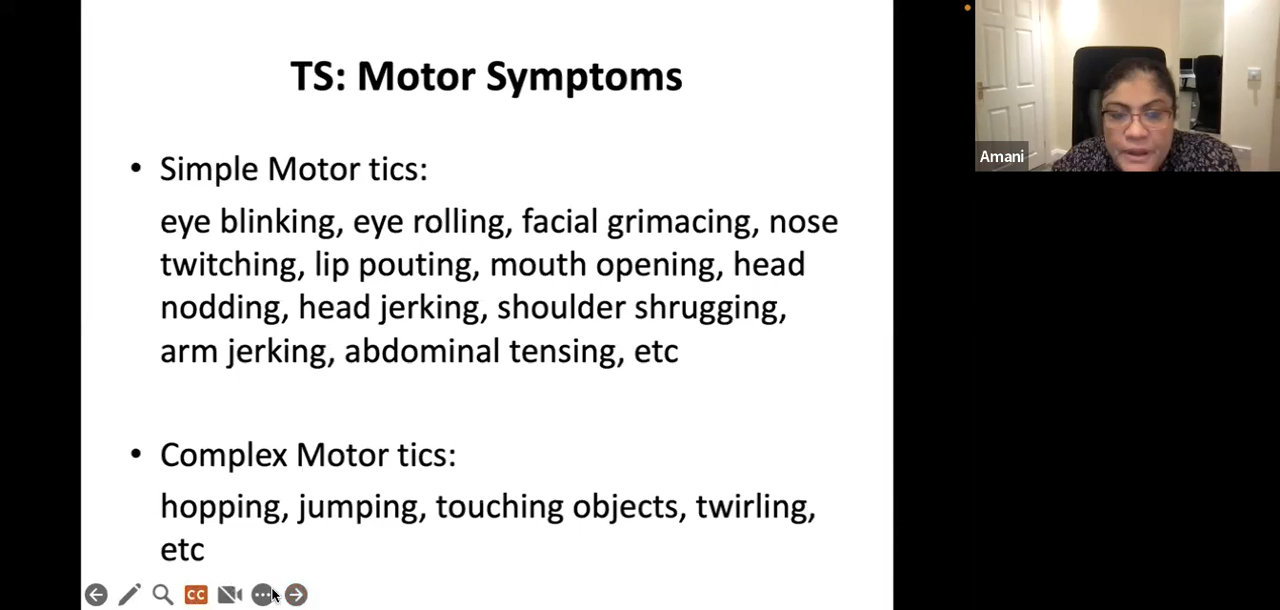 TS: Motor Symptoms
• Simple Motor tics:
eye blinking, eye rolling, facial grimacing, nose
twitching, lip pouting, mouth opening, head
nodding, head jerking, shoulder shrugging,
arm jerking, abdominal tensing, etc
• Complex Motor tics:
hopping, jumping, touching objects, twirling,
etc
CC
Amani